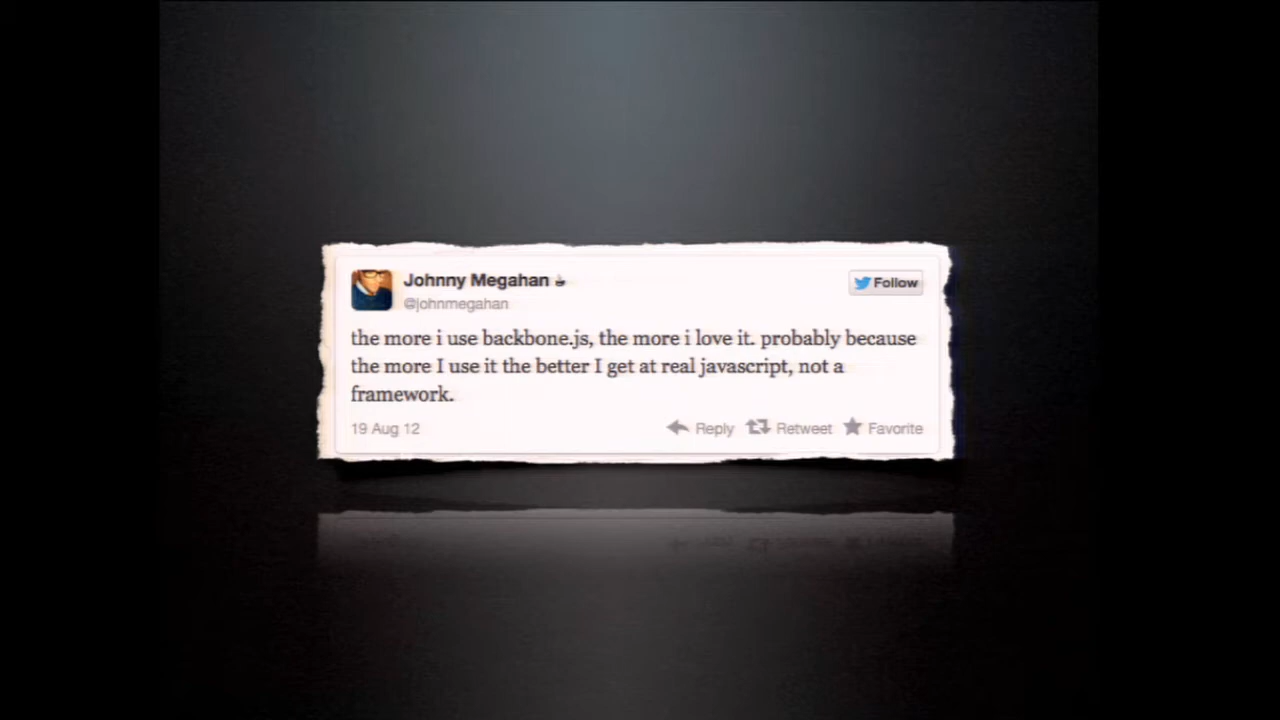 Johnny Megahan ☕
@johnmegahan
Follow
the more i use backbone.js, the more i love it. probably because
the more I use it the better I get at real javascript, not a
framework.
19 Aug 12
Reply Retweet Favorite